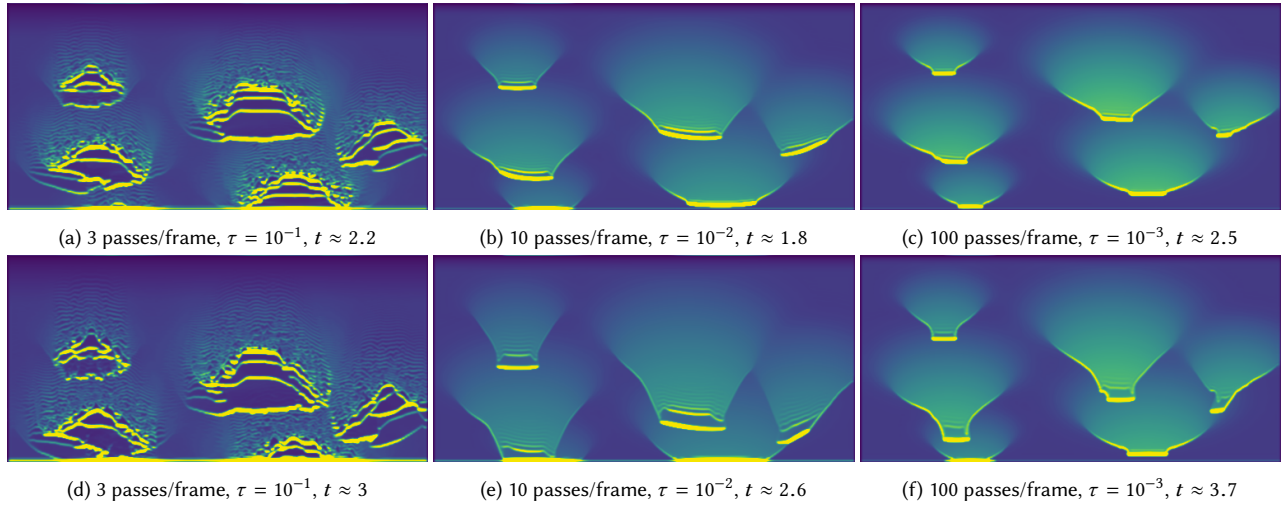 (a) 3 passes/frame, τ = 10⁻¹, t ≈ 2.2
(b) 10 passes/frame, τ = 10⁻², t ≈ 1.8
(c) 100 passes/frame, τ = 10⁻³, t ≈ 2.5
(d) 3 passes/frame, τ = 10⁻¹, t ≈ 3
(e) 10 passes/frame, τ = 10⁻², t ≈ 2.6
(f) 100 passes/frame, τ = 10⁻³, t ≈ 3.7